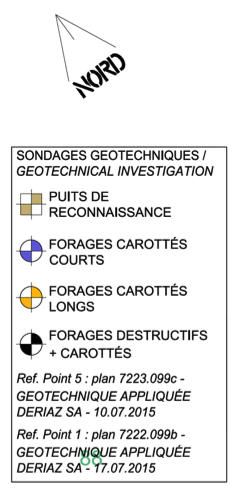 NORD
SONDAGES GEOTECHNIQUES /
GEOTECHNICAL INVESTIGATION
PUITS DE
RECONNAISSANCE
FORAGES CAROTTÉS
COURTS
FORAGES CAROTTÉS
LONGS
FORAGES DESTRUCTIFS
+ CAROTTÉS
Ref. Point 5 : plan 7223.099c -
GEOTECHNIQUE APPLIQUÉE
DERIAZ SA - 10.07.2015
Ref. Point 1 : plan 7222.099b -
GEOTECHNIQUE APPLIQUÉE
DERIAZ SA - 17.07.2015
88